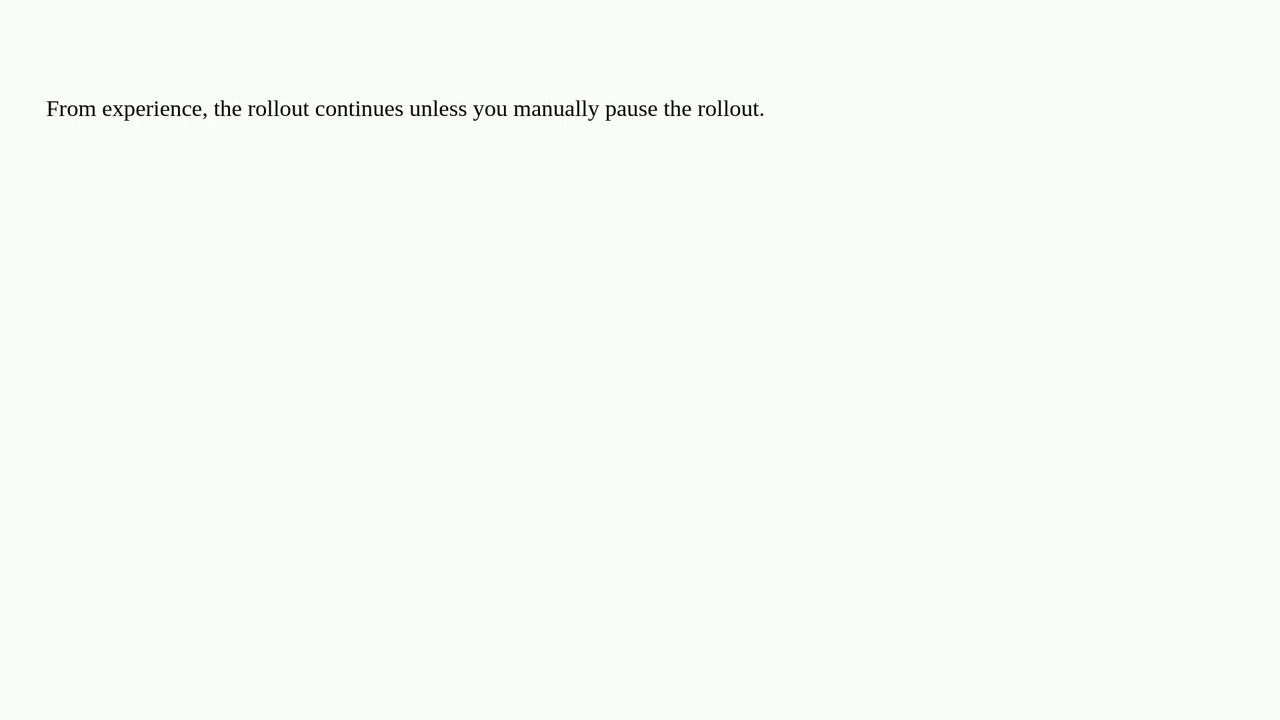 From experience, the rollout continues unless you manually pause the rollout.